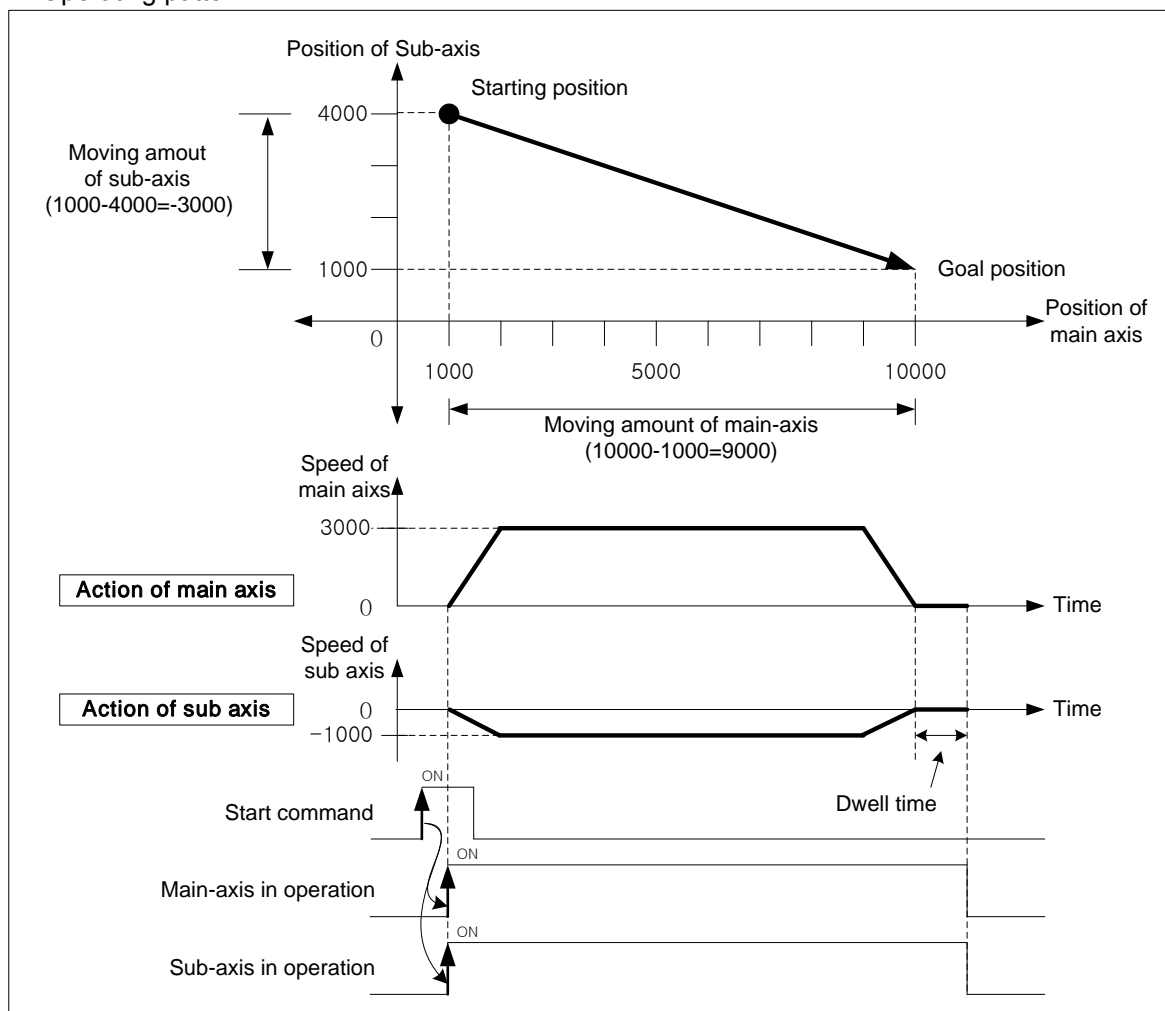 Position of Sub-axis
Starting position
4000
Moving amout
of sub-axis
(1000-4000=-3000)
1000
Goal position
Position of
main axis
0
1000
5000
10000
Moving amount of main-axis
(10000-1000=9000)
Speed of
main aixs
3000
Action of main axis
0
Time
Speed of
sub axis
Action of sub axis
0
Time
-1000
ON
Dwell time
Start command
ON
Main-axis in operation
ON
Sub-axis in operation